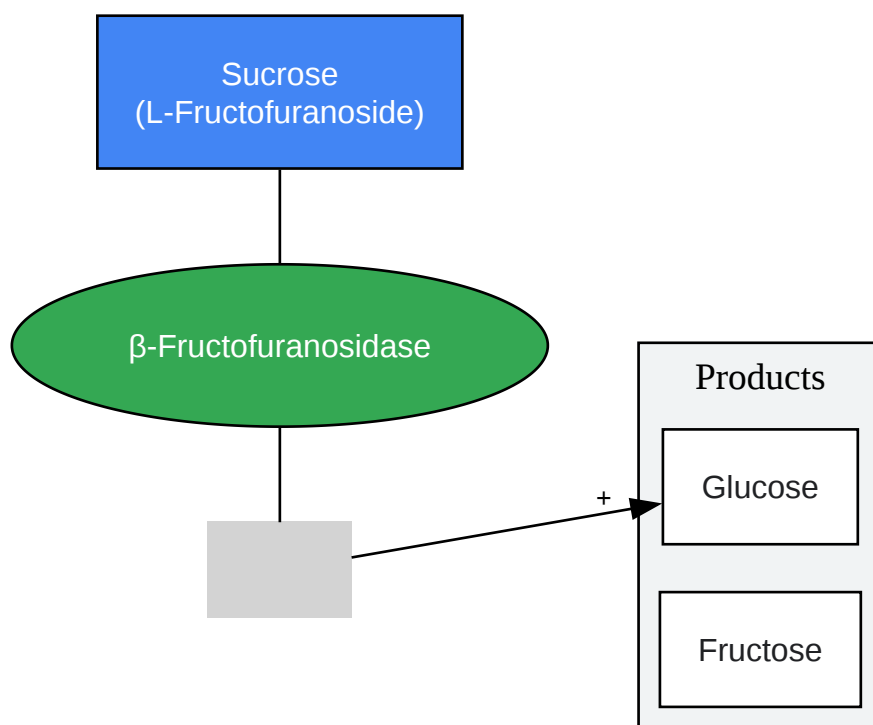 Sucrose
(L-Fructofuranoside)
β-Fructofuranosidase
Products
+
Glucose
Fructose